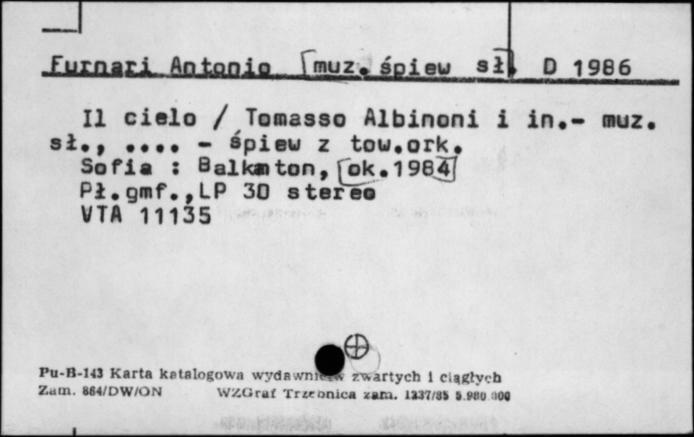 Furnari Antonio [muz.śpiew sł]. D 1986
Il cielo / Tomasso Albinoni i in.- muz.
sł., .... - śpiew z tow.ork.
Sofia : Balkanton, [ok.1984]
Pł.gmf.,LP 30 stereo
VTA 11135
Pu-B-143 Karta katalogowa wydawnictw zwartych i ciągłych
Zam. 864/DW/ON WZGraf Trzebnica zam. 1337/85 5.980.000